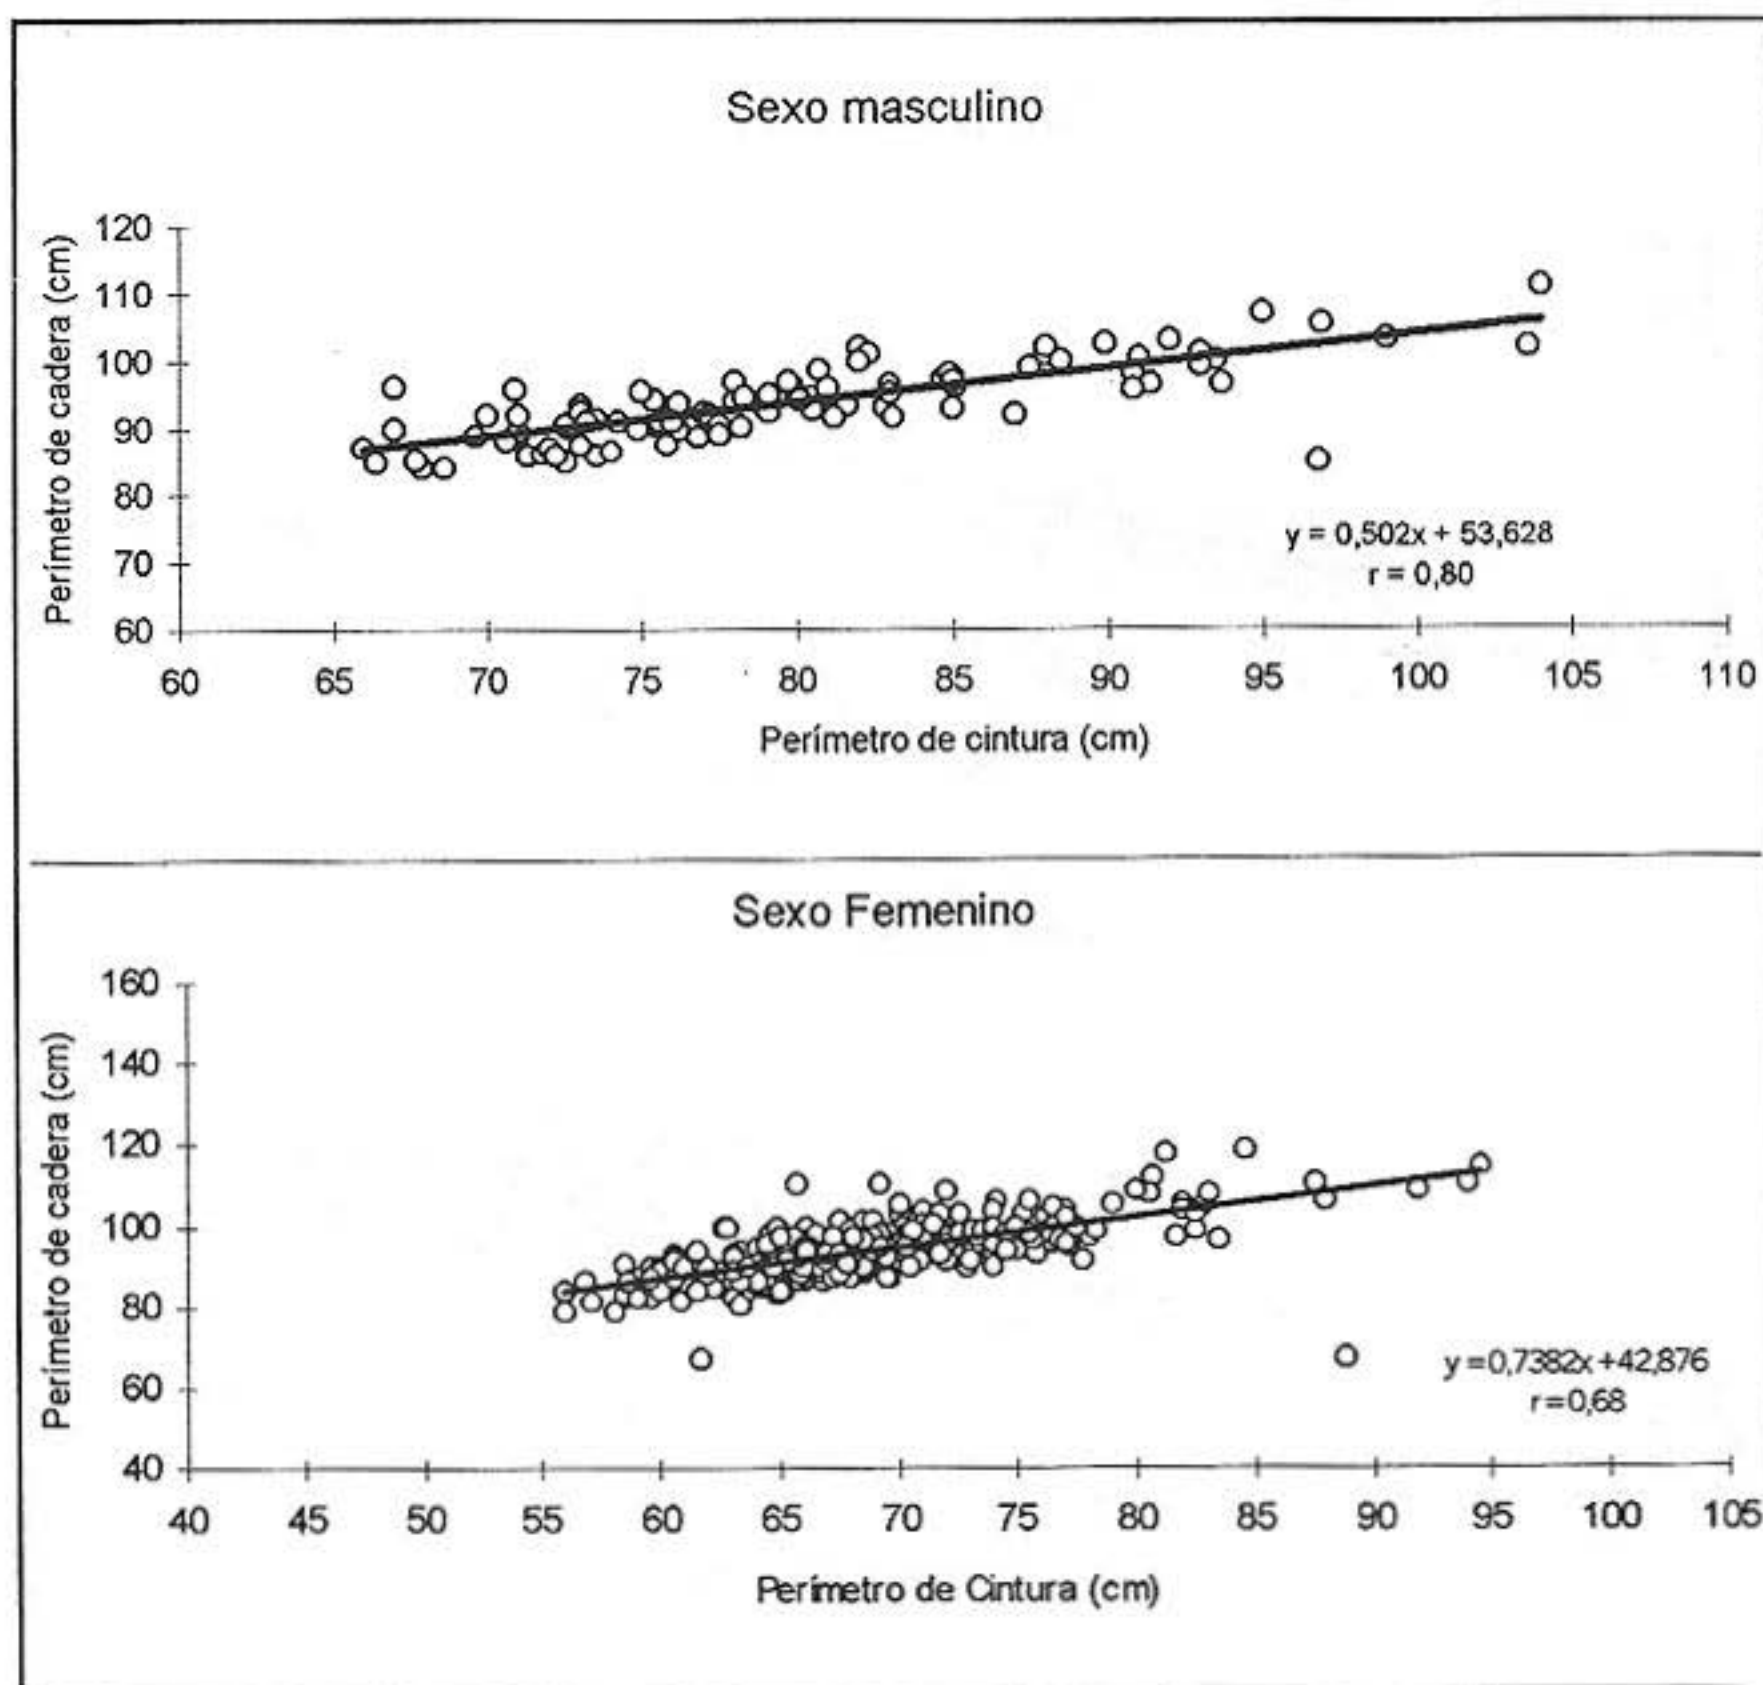 Sexo masculino
Perímetro de cadera (cm)
120
110
100
90
80
70
60
y = 0,502x + 53,628
r = 0,80
60 65 70 75 80 85 90 95 100 105 110
Perímetro de cintura (cm)
Sexo Femenino
Perímetro de cadera (cm)
160
140
120
100
80
60
40
y=0,7382x+42,876
r=0,68
40 45 50 55 60 65 70 75 80 85 90 95 100 105
Perímetro de Cintura (cm)